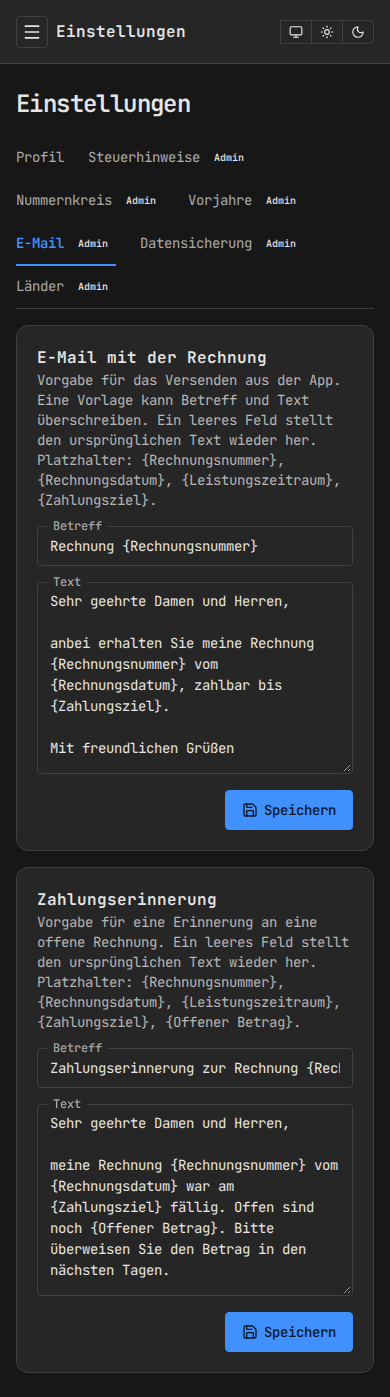 Einstellungen
Einstellungen
Profil Steuerhinweise Admin
Nummernkreis Admin Vorjahre Admin
E-Mail Admin Datensicherung Admin
Länder Admin
E-Mail mit der Rechnung
Vorgabe für das Versenden aus der App.
Eine Vorlage kann Betreff und Text
überschreiben. Ein leeres Feld stellt
den ursprünglichen Text wieder her.
Platzhalter: {Rechnungsnummer},
{Rechnungsdatum}, {Leistungszeitraum},
{Zahlungsziel}.
Betreff
Rechnung {Rechnungsnummer}
Text
Sehr geehrte Damen und Herren,
anbei erhalten Sie meine Rechnung
{Rechnungsnummer} vom
{Rechnungsdatum}, zahlbar bis
{Zahlungsziel}.
Mit freundlichen Grüßen
Speichern
Zahlungserinnerung
Vorgabe für eine Erinnerung an eine
offene Rechnung. Ein leeres Feld stellt
den ursprünglichen Text wieder her.
Platzhalter: {Rechnungsnummer},
{Rechnungsdatum}, {Leistungszeitraum},
{Zahlungsziel}, {Offener Betrag}.
Betreff
Zahlungserinnerung zur Rechnung {Rec
Text
Sehr geehrte Damen und Herren,
meine Rechnung {Rechnungsnummer} vom
{Rechnungsdatum} war am
{Zahlungsziel} fällig. Offen sind
noch {Offener Betrag}. Bitte
überweisen Sie den Betrag in den
nächsten Tagen.
Speichern